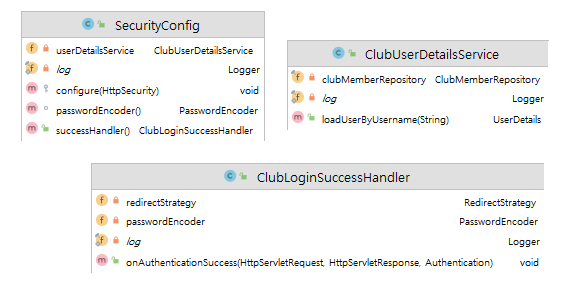 SecurityConfig
userDetailsService ClubUserDetailsService
log Logger
configure(HttpSecurity) void
passwordEncoder() PasswordEncoder
successHandler() ClubLoginSuccessHandler
ClubUserDetailsService
clubMemberRepository ClubMemberRepository
log Logger
loadUserByUsername(String) UserDetails
ClubLoginSuccessHandler
redirectStrategy RedirectStrategy
passwordEncoder PasswordEncoder
log Logger
onAuthenticationSuccess(HttpServletRequest, HttpServletResponse, Authentication) void